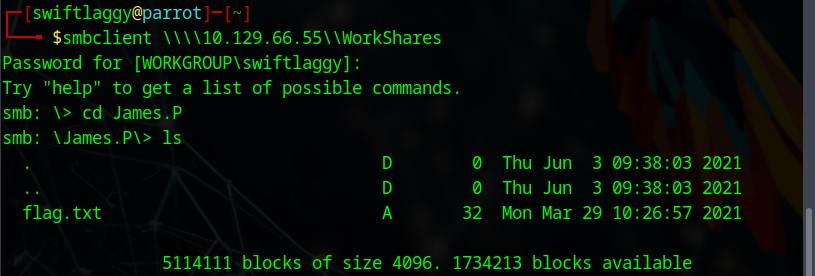 ┌─[swiftlaggy@parrot]─[~]
└──╼ $smbclient \\\\10.129.66.55\\WorkShares
Password for [WORKGROUP\swiftlaggy]:
Try "help" to get a list of possible commands.
smb: \> cd James.P
smb: \James.P\> ls
  .                                   D        0  Thu Jun  3 09:38:03 2021
  ..                                  D        0  Thu Jun  3 09:38:03 2021
  flag.txt                            A       32  Mon Mar 29 10:26:57 2021
                5114111 blocks of size 4096. 1734213 blocks available